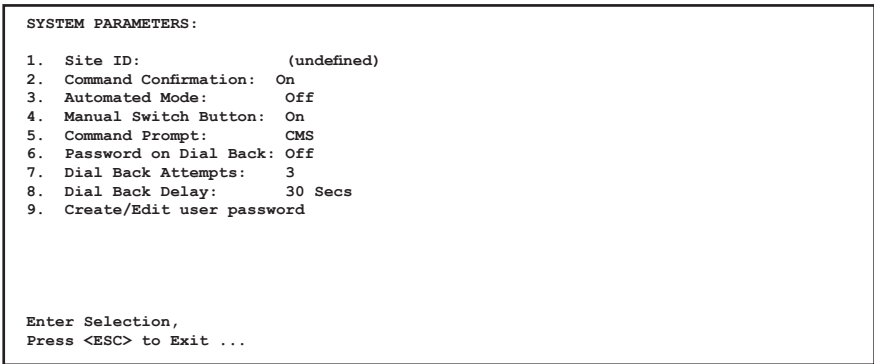 SYSTEM PARAMETERS:
1. Site ID: (undefined)
2. Command Confirmation: On
3. Automated Mode: Off
4. Manual Switch Button: On
5. Command Prompt: CMS
6. Password on Dial Back: Off
7. Dial Back Attempts: 3
8. Dial Back Delay: 30 Secs
9. Create/Edit user password
Enter Selection,
Press <ESC> to Exit ...